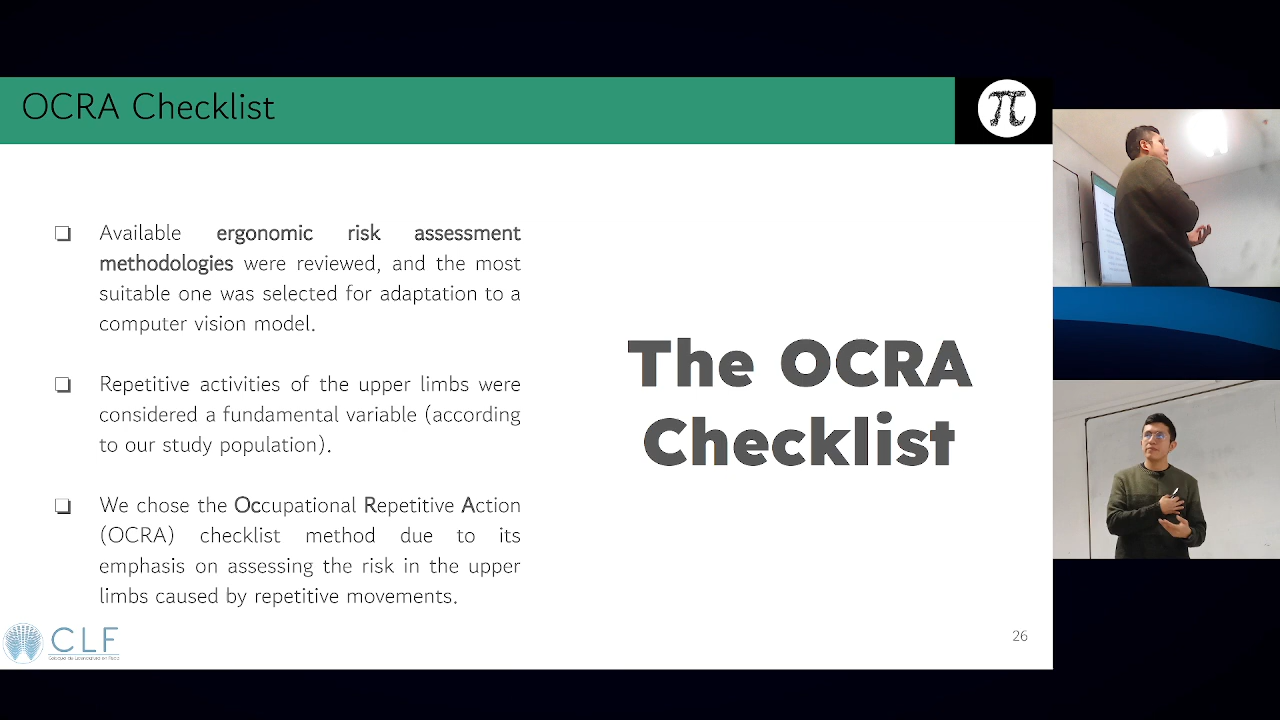 OCRA Checklist
π
Available ergonomic risk assessment
methodologies were reviewed, and the most
suitable one was selected for adaptation to a
computer vision model.
Repetitive activities of the upper limbs were
considered a fundamental variable (according
to our study population).
We chose the Occupational Repetitive Action
(OCRA) checklist method due to its
emphasis on assessing the risk in the upper
limbs caused by repetitive movements.
The OCRA
Checklist
CLF
26